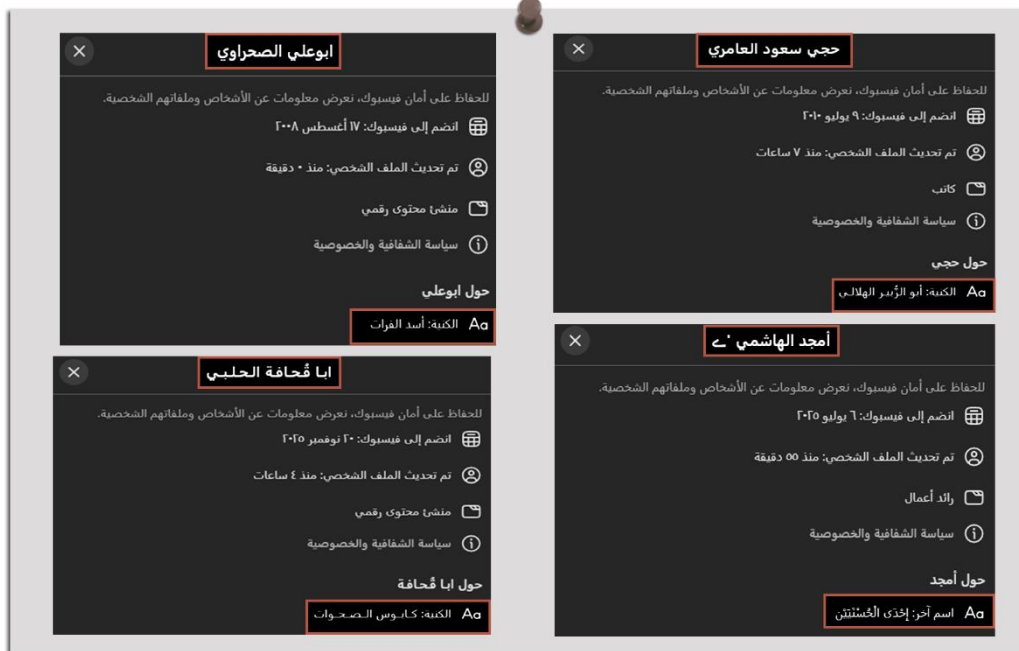 حجي سعود العامري
للحفاظ على أمان فيسبوك، نعرض معلومات عن الأشخاص وملفاتهم الشخصية.
انضم إلى فيسبوك: ٩ يوليو ٢٠١٠
تم تحديث الملف الشخصي: منذ ٧ ساعات
كاتب
سياسة الشفافية والخصوصية
حول حجي
Aa الكنية: أبو الزُّبير الهلالي
ابوعلي الصحراوي
للحفاظ على أمان فيسبوك، نعرض معلومات عن الأشخاص وملفاتهم الشخصية.
انضم إلى فيسبوك: ١٧ أغسطس ٢٠٠٨
تم تحديث الملف الشخصي: منذ ٠ دقيقة
منشئ محتوى رقمي
سياسة الشفافية والخصوصية
حول ابوعلي
Aa الكنية: أسد الفرات
أمجد الهاشمي ־ے
للحفاظ على أمان فيسبوك، نعرض معلومات عن الأشخاص وملفاتهم الشخصية.
انضم إلى فيسبوك: ٦ يوليو ٢٠٢٥
تم تحديث الملف الشخصي: منذ ٥٥ دقيقة
رائد أعمال
سياسة الشفافية والخصوصية
حول أمجد
Aa اسم آخر: إحْدَى الْحُسْنَيَيْن
ابا قُحافة الحلبي
للحفاظ على أمان فيسبوك، نعرض معلومات عن الأشخاص وملفاتهم الشخصية.
انضم إلى فيسبوك: ٢٠ نوفمبر ٢٠٢٥
تم تحديث الملف الشخصي: منذ ٤ ساعات
منشئ محتوى رقمي
سياسة الشفافية والخصوصية
حول ابا قُحافة
Aa الكنية: كـابـوس الـصـحـوات